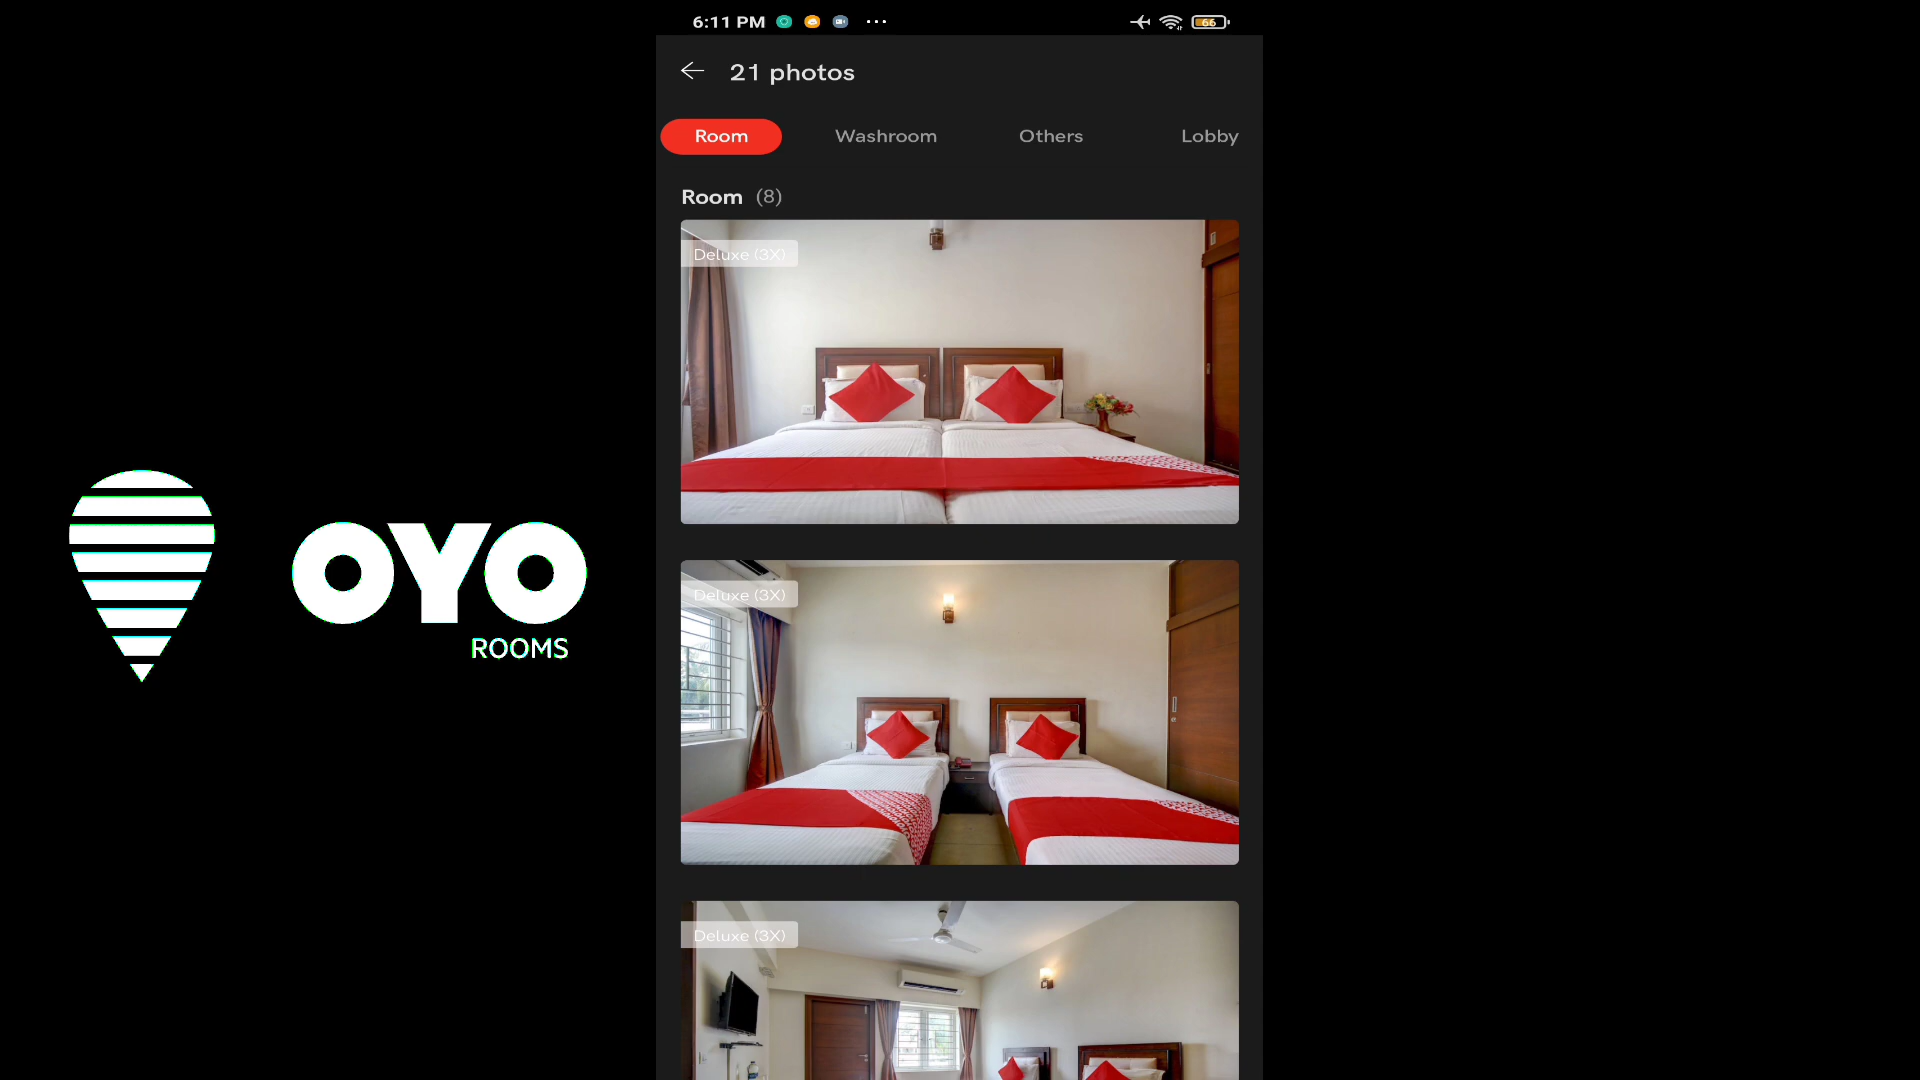 6:11 PM
66
21 photos
Room Washroom Others Lobby
Room (8)
Deluxe (3X)
Deluxe (3X)
Deluxe (3X)
OYO
ROOMS